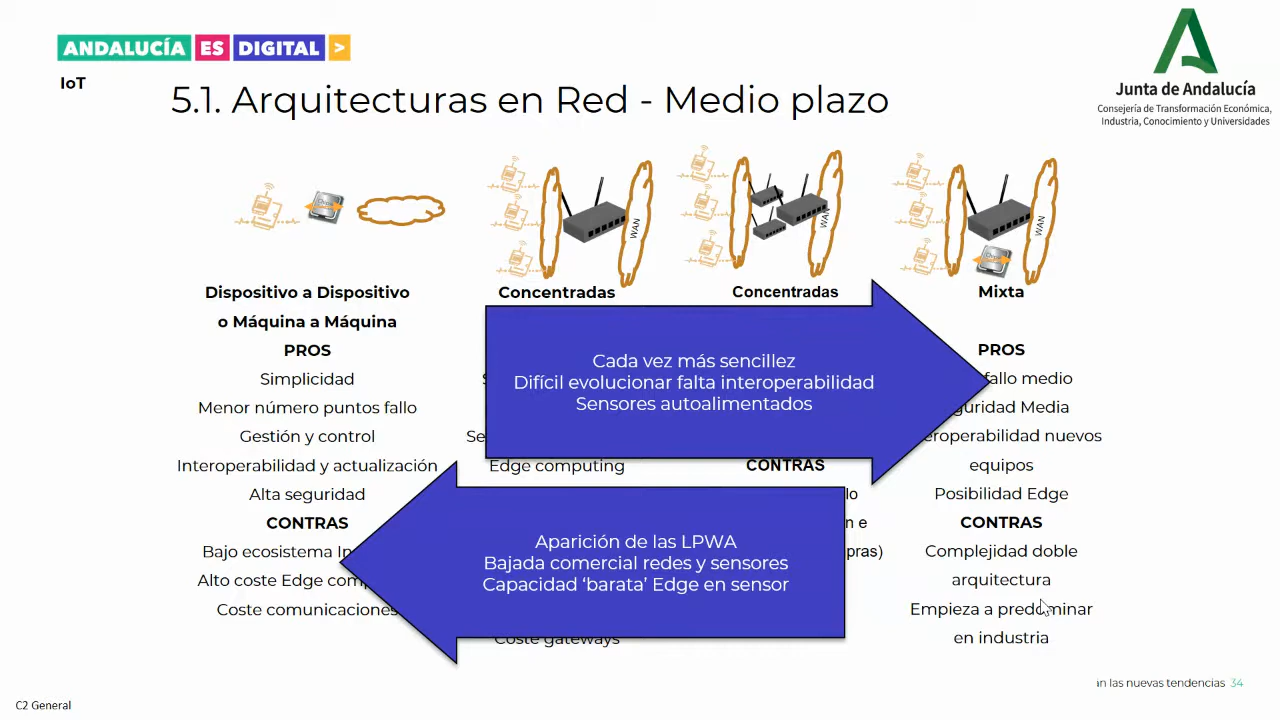 ANDALUCÍA ES DIGITAL >
IoT
5.1. Arquitecturas en Red - Medio plazo
Junta de Andalucía
Consejería de Transformación Económica,
Industria, Conocimiento y Universidades
WAN
WAN
WAN
Dispositivo a Dispositivo
o Máquina a Máquina
PROS
Simplicidad
Menor número puntos fallo
Gestión y control
Interoperabilidad y actualización
Alta seguridad
CONTRAS
Bajo ecosistema
Alto coste Edge
Coste comunicaciones
Concentradas
Edge computing
Coste gateways
Concentradas
CONTRAS
Mixta
PROS
fallo medio
Media
nuevos
equipos
Posibilidad Edge
CONTRAS
Complejidad doble
arquitectura
Empieza a predominar
en industria
Cada vez más sencillez
Difícil evolucionar falta interoperabilidad
Sensores autoalimentados
Aparición de las LPWA
Bajada comercial redes y sensores
Capacidad ‘barata’ Edge en sensor
las nuevas tendencias 34
C2 General